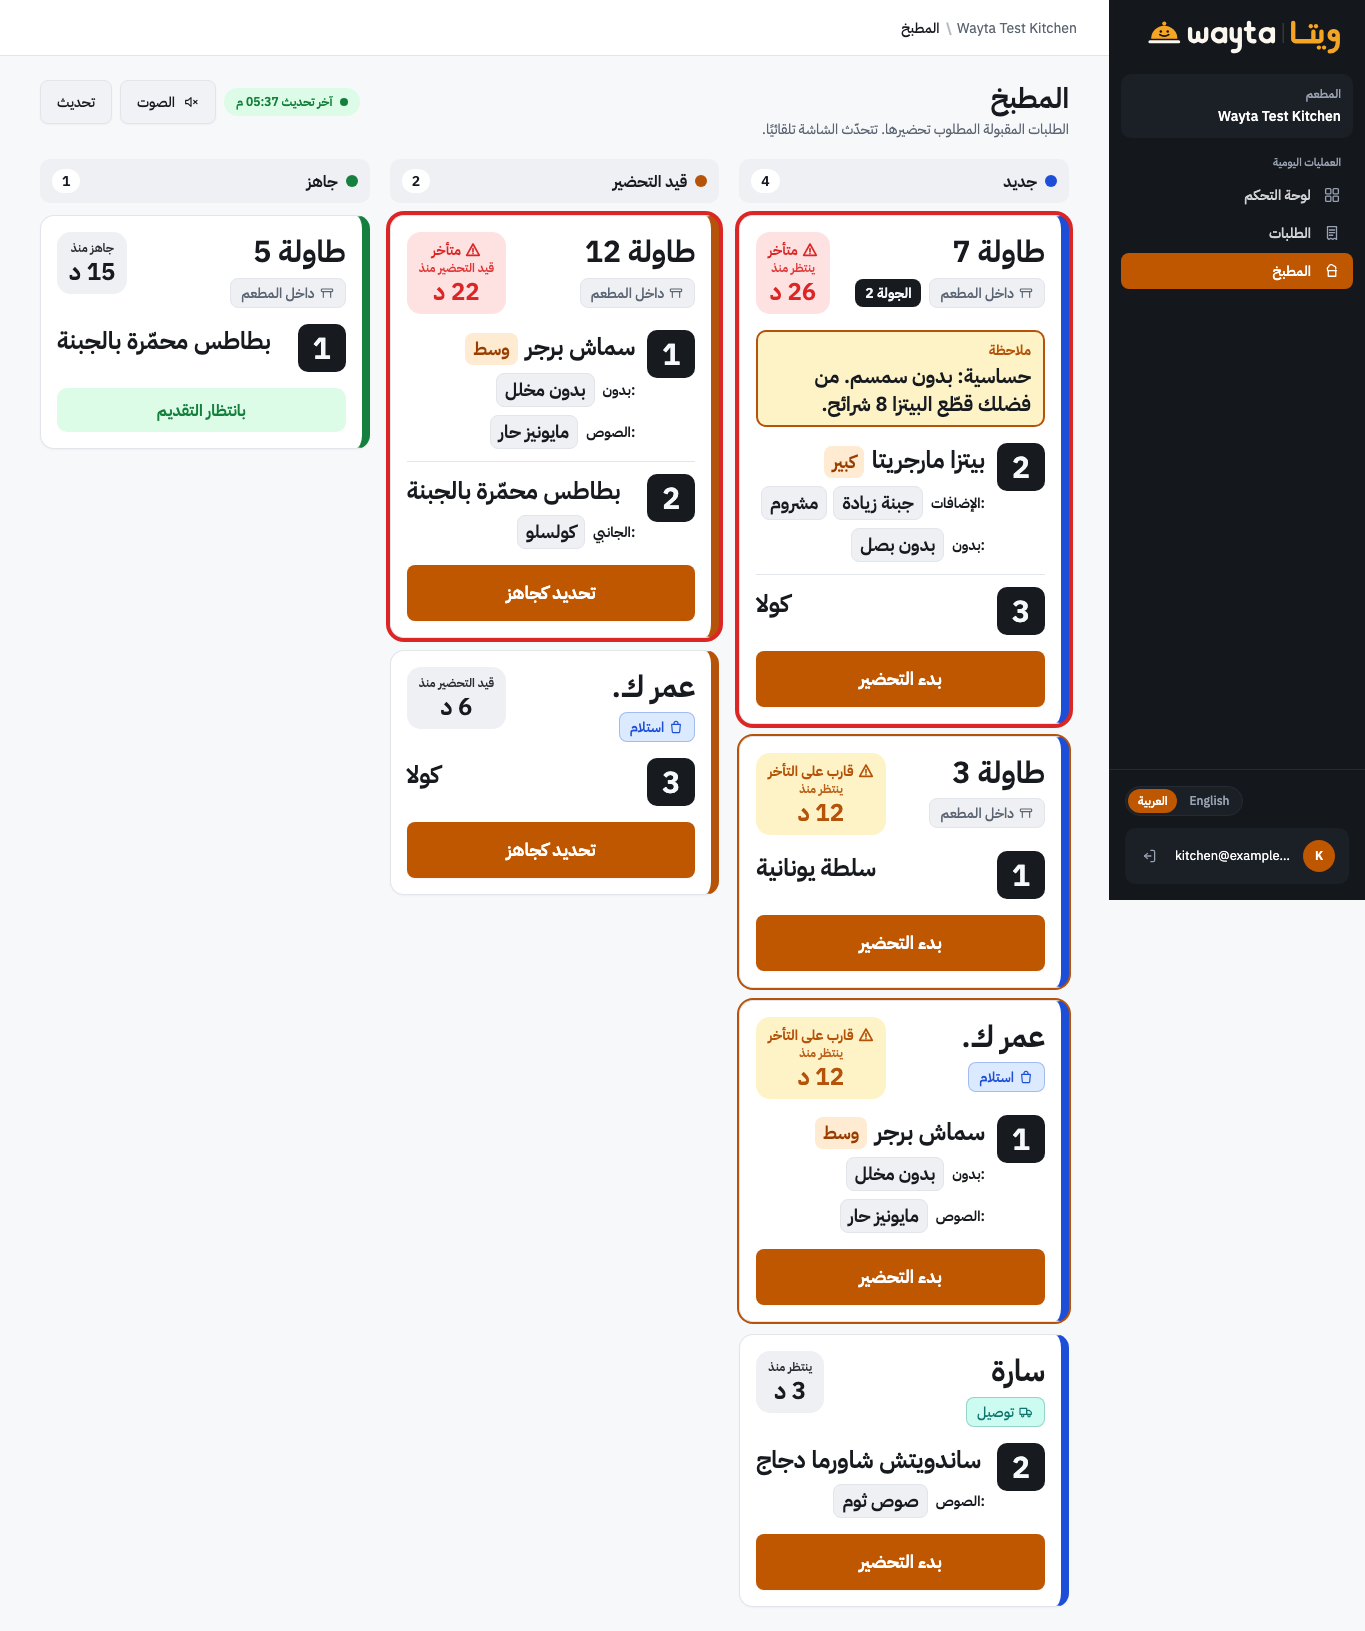 ويتا wayta
المطعم
Wayta Test Kitchen
العمليات اليومية
لوحة التحكم
الطلبات
المطبخ
العربية English
K kitchen@example...
Wayta Test Kitchen \ المطبخ
المطبخ
الطلبات المقبولة المطلوب تحضيرها. تتحدّث الشاشة تلقائيًا.
آخر تحديث 05:37 م
الصوت
تحديث
جديد 4
طاولة 7
داخل المطعم
الجولة 2
متأخر
ينتظر منذ
26 د
ملاحظة
حساسية: بدون سمسم. من
فضلك قطّع البيتزا 8 شرائح.
2 بيتزا مارجريتا كبير
:الإضافات جبنة زيادة مشروم
:بدون بدون بصل
3 كولا
بدء التحضير
طاولة 3
داخل المطعم
قارب على التأخر
ينتظر منذ
12 د
1 سلطة يونانية
بدء التحضير
عمر ك.
استلام
قارب على التأخر
ينتظر منذ
12 د
1 سماش برجر وسط
:بدون بدون مخلل
:الصوص مايونيز حار
بدء التحضير
سارة
توصيل
ينتظر منذ
3 د
2 ساندويتش شاورما دجاج
:الصوص صوص ثوم
بدء التحضير
قيد التحضير 2
طاولة 12
داخل المطعم
متأخر
قيد التحضير منذ
22 د
1 سماش برجر وسط
:بدون بدون مخلل
:الصوص مايونيز حار
2 بطاطس محمّرة بالجبنة
:الجانبي كولسلو
تحديد كجاهز
عمر ك.
استلام
قيد التحضير منذ
6 د
3 كولا
تحديد كجاهز
جاهز 1
طاولة 5
داخل المطعم
جاهز منذ
15 د
1 بطاطس محمّرة بالجبنة
بانتظار التقديم